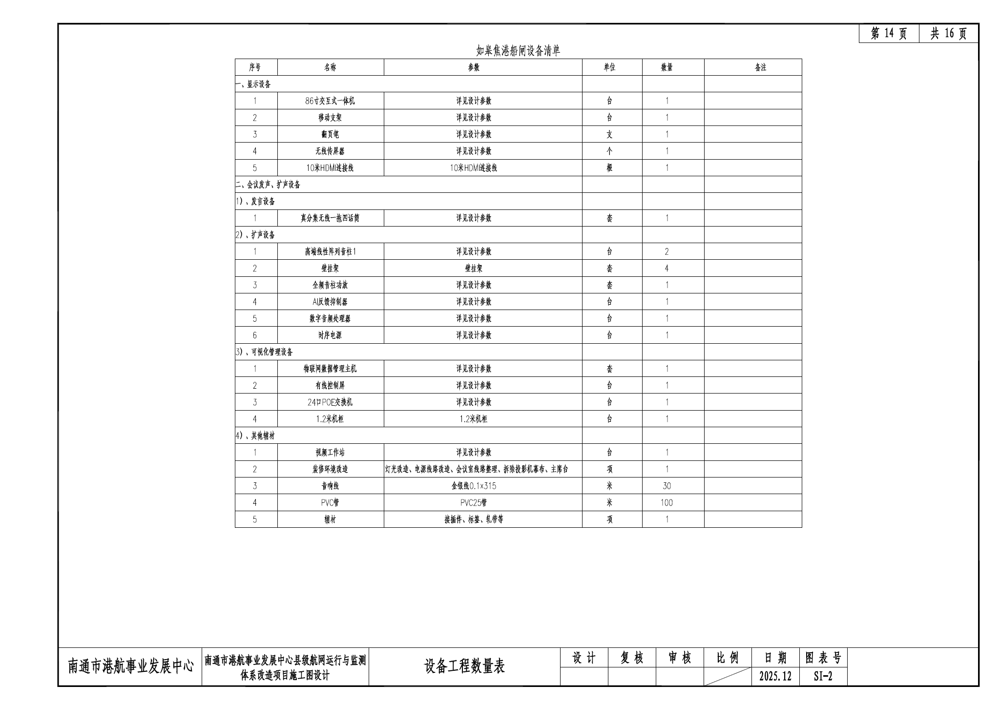 第 14 页 共 16 页
如皋焦港船闸设备清单
序号 名称 参数 单位 数量 备注
一、显示设备
1 86寸交互式一体机 详见设计参数 台 1
2 移动支架 详见设计参数 台 1
3 翻页笔 详见设计参数 支 1
4 无线传屏器 详见设计参数 个 1
5 10米HDMI连接线 10米HDMI连接线 根 1
二、会议发声、扩声设备
1）、发言设备
1 真分集无线一拖四话筒 详见设计参数 套 1
2）、扩声设备
1 高端线性阵列音柱1 详见设计参数 台 2
2 壁挂架 壁挂架 套 4
3 全频音柱功放 详见设计参数 套 1
4 AI反馈抑制器 详见设计参数 台 1
5 数字音频处理器 详见设计参数 台 1
6 时序电源 详见设计参数 台 1
3）、可视化管理设备
1 物联网数据管理主机 详见设计参数 套 1
2 有线控制屏 详见设计参数 台 1
3 24口POE交换机 详见设计参数 台 1
4 1.2米机柜 1.2米机柜 台 1
4）、其他辅材
1 视频工作站 详见设计参数 台 1
2 装修环境改造 灯光改造、电源线路改造、会议室线路整理、拆除投影机幕布、主席台 项 1
3 音响线 金银线0.1×315 米 30
4 PVC管 PVC25管 米 100
5 辅材 接插件、标签、轧带等 项 1
南通市港航事业发展中心
南通市港航事业发展中心县级航网运行与监测
体系改造项目施工图设计
设备工程数量表
设 计 复 核 审 核 比 例 日 期 图 表 号
2025.12 SI-2